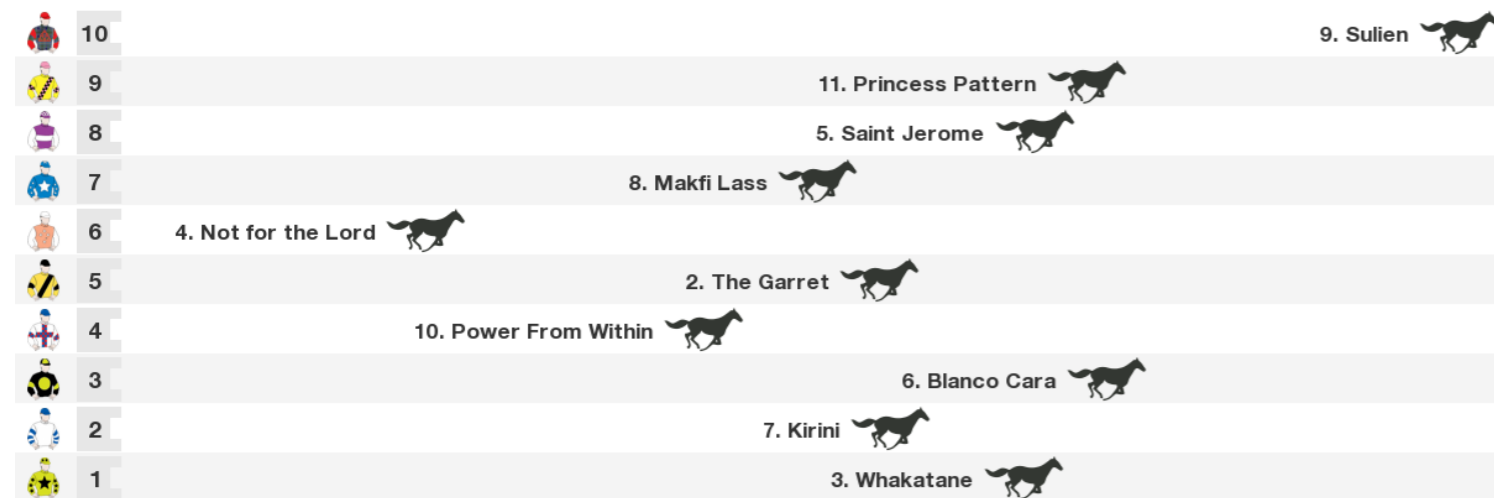 10 9. Sulien
9 11. Princess Pattern
8 5. Saint Jerome
7 8. Makfi Lass
6 4. Not for the Lord
5 2. The Garret
4 10. Power From Within
3 6. Blanco Cara
2 7. Kirini
1 3. Whakatane